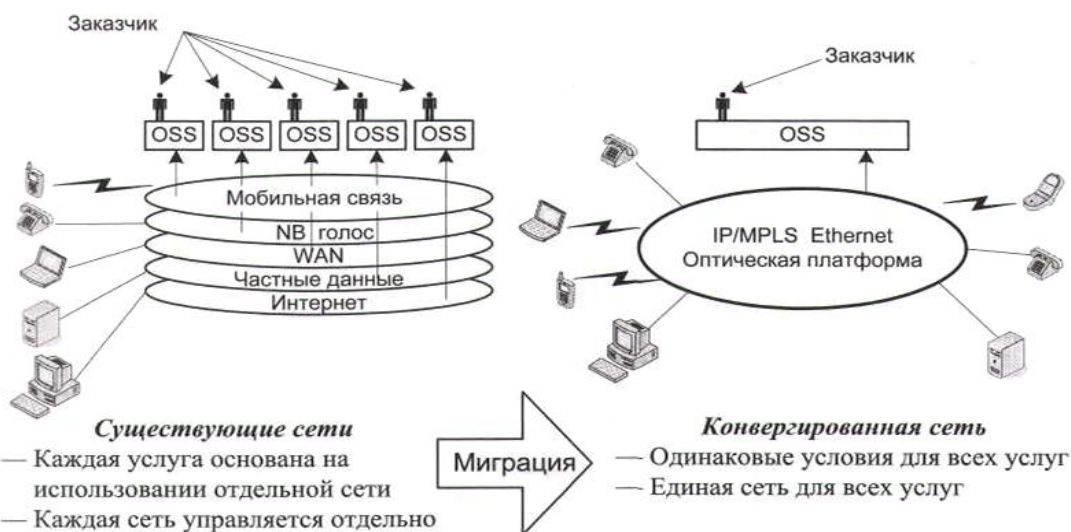 Заказчик
OSS OSS OSS OSS OSS
Мобильная связь
NB голос
WAN
Частные данные
Интернет
Существующие сети
— Каждая услуга основана на
использовании отдельной сети
— Каждая сеть управляется отдельно
Миграция
Заказчик
OSS
IP/MPLS Ethernet
Оптическая платформа
Конвергированная сеть
— Одинаковые условия для всех услуг
— Единая сеть для всех услуг